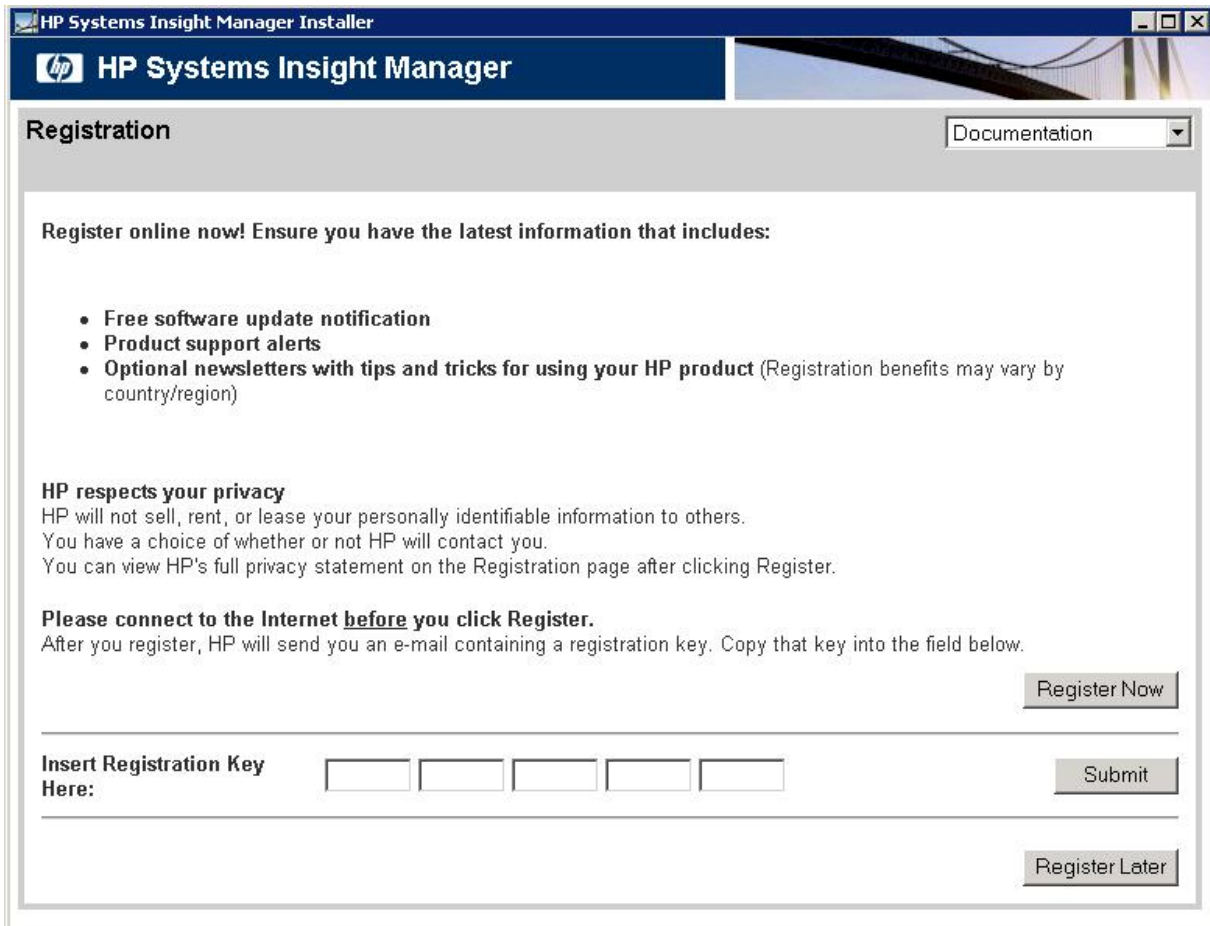 HP Systems Insight Manager Installer
hp HP Systems Insight Manager
Registration
Documentation
Register online now! Ensure you have the latest information that includes:
• Free software update notification
• Product support alerts
• Optional newsletters with tips and tricks for using your HP product (Registration benefits may vary by
country/region)
HP respects your privacy
HP will not sell, rent, or lease your personally identifiable information to others.
You have a choice of whether or not HP will contact you.
You can view HP's full privacy statement on the Registration page after clicking Register.
Please connect to the Internet before you click Register.
After you register, HP will send you an e-mail containing a registration key. Copy that key into the field below.
Register Now
Insert Registration Key
Here:
Submit
Register Later